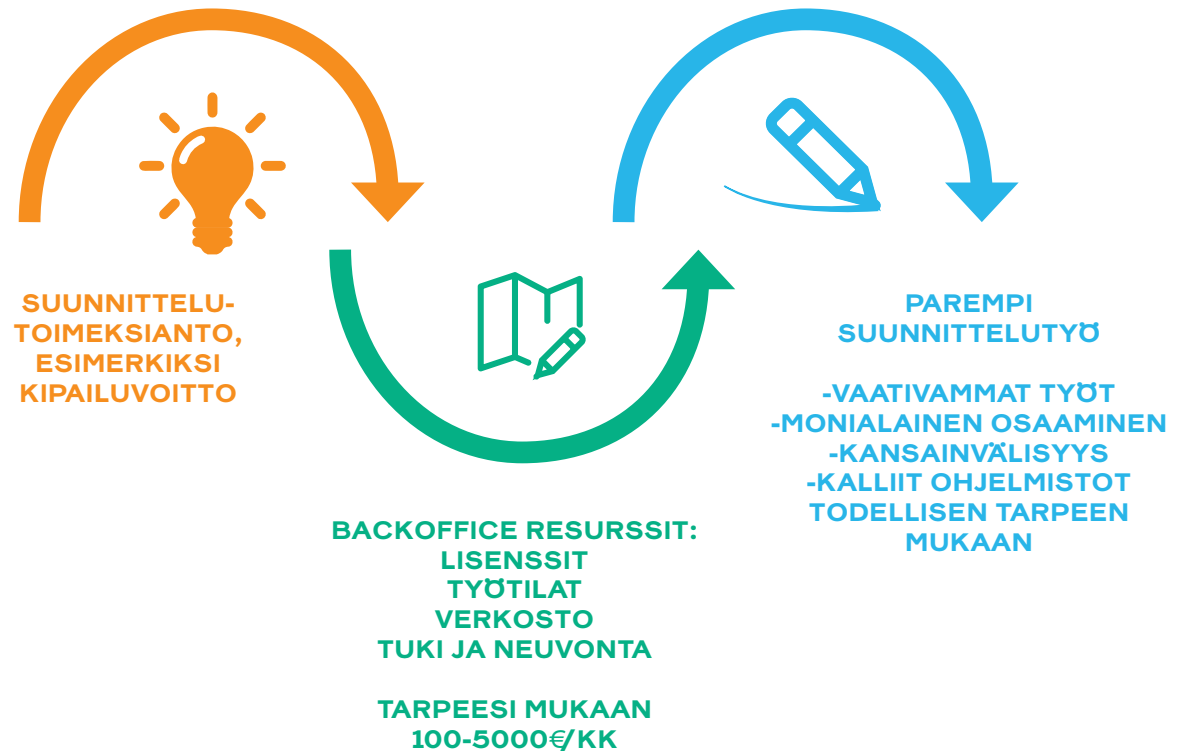 SUUNNITTELU-
TOIMEKSIANTO,
ESIMERKIKSI
KIPAILUVOITTO
BACKOFFICE RESURSSIT:
LISENSSIT
TYÖTILAT
VERKOSTO
TUKI JA NEUVONTA
TARPEESI MUKAAN
100-5000€/KK
PAREMPI
SUUNNITTELUTYÖ
-VAATIVAMMAT TYÖT
-MONIALAINEN OSAAMINEN
-KANSAINVÄLISYYS
-KALLIIT OHJELMISTOT
TODELLISEN TARPEEN
MUKAAN